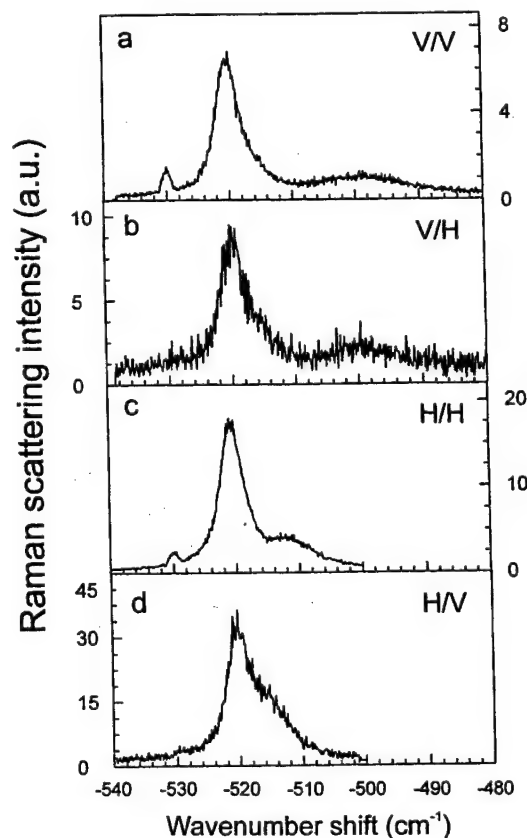 a
V/V
8
4
0
b
V/H
10
5
0
c
H/H
20
10
0
d
H/V
45
30
15
0
-540 -530 -520 -510 -500 -490 -480
Raman scattering intensity (a.u.)
Wavenumber shift (cm⁻¹)